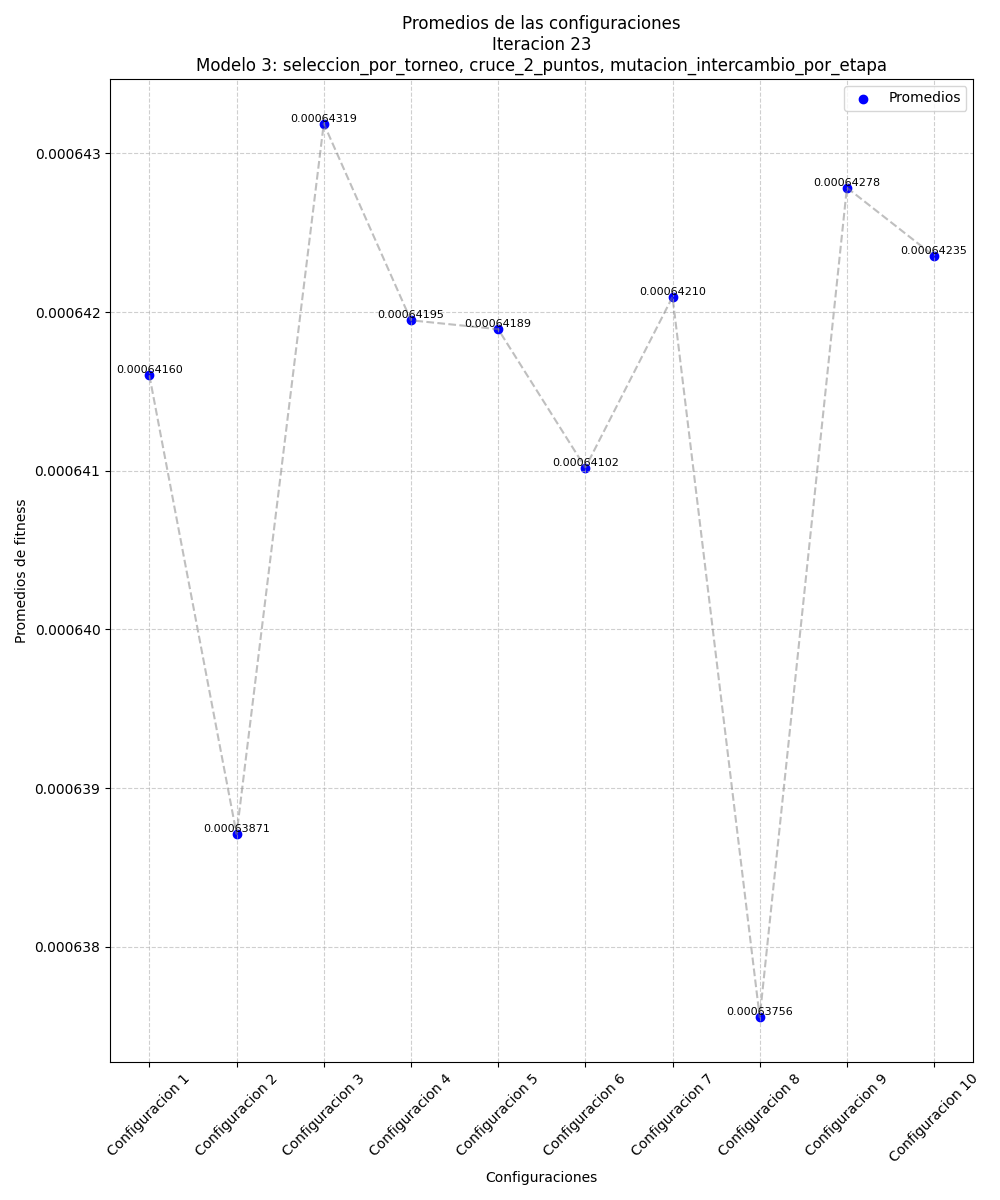 Promedios de las configuraciones
Iteracion 23
Modelo 3: seleccion_por_torneo, cruce_2_puntos, mutacion_intercambio_por_etapa
Promedios
0.00064319
0.000643
0.00064278
0.00064235
0.00064210
0.000642
0.00064195
0.00064189
0.00064160
0.000641
0.00064102
Promedios de fitness
0.000640
0.000639
0.00063871
0.000638
0.00063756
Configuracion 1
Configuracion 2
Configuracion 3
Configuracion 4
Configuracion 5
Configuracion 6
Configuracion 7
Configuracion 8
Configuracion 9
Configuracion 10
Configuraciones